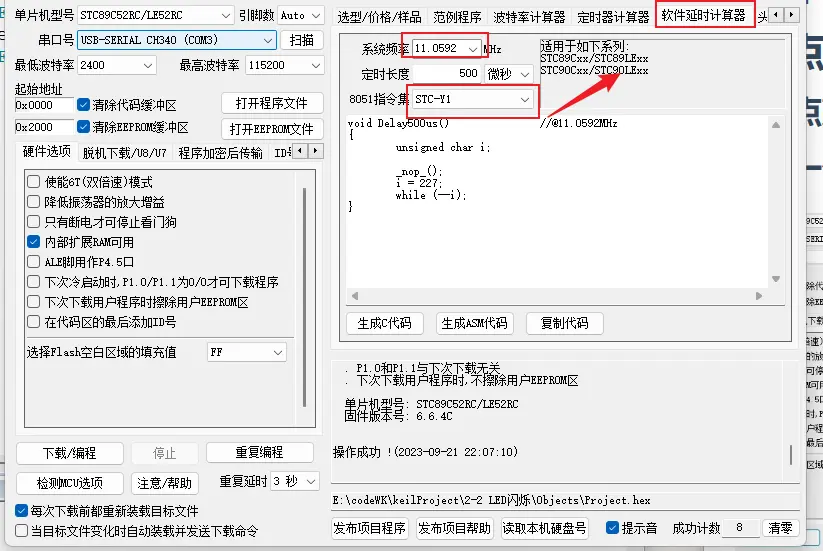 单片机型号 STC89C52RC/LE52RC 引脚数 Auto
串口号 USB-SERIAL CH340 (COM3) 扫描
最低波特率 2400 最高波特率 115200
起始地址
0x0000 清除代码缓冲区 打开程序文件
0x2000 清除EEPROM缓冲区 打开EEPROM文件
硬件选项 脱机下载/U8/U7 程序加密后传输 ID号
使能6T(双倍速)模式
降低振荡器的放大增益
只有断电才可停止看门狗
内部扩展RAM可用
ALE脚用作P4.5口
下次冷启动时,P1.0/P1.1为0/0才可下载程序
下次下载用户程序时擦除用户EEPROM区
在代码区的最后添加ID号
选择Flash空白区域的填充值 FF
下载/编程 停止 重复编程
检测MCU选项 注意/帮助 重复延时 3 秒
每次下载前都重新装载目标文件
当目标文件变化时自动装载并发送下载命令
选型/价格/样品 范例程序 波特率计算器 定时器计算器 软件延时计算器 头
系统频率 11.0592 MHz
定时长度 500 微秒
8051指令集 STC-Y1
适用于如下系列:
STC89Cxx/STC89LExx
STC90Cxx/STC90LExx
void Delay500us() //@11.0592MHz
{
unsigned char i;
_nop_();
i = 227;
while (--i);
}
生成C代码 生成ASM代码 复制代码
. P1.0和P1.1与下次下载无关
. 下次下载用户程序时,不擦除用户EEPROM区
单片机型号: STC89C52RC/LE52RC
固件版本号: 6.6.4C
操作成功 !(2023-09-21 22:07:10)
E:\codeWK\keilProject\2-2 LED闪烁\Objects\Project.hex
发布项目程序 发布项目帮助 读取本机硬盘号 提示音 成功计数 8 清零